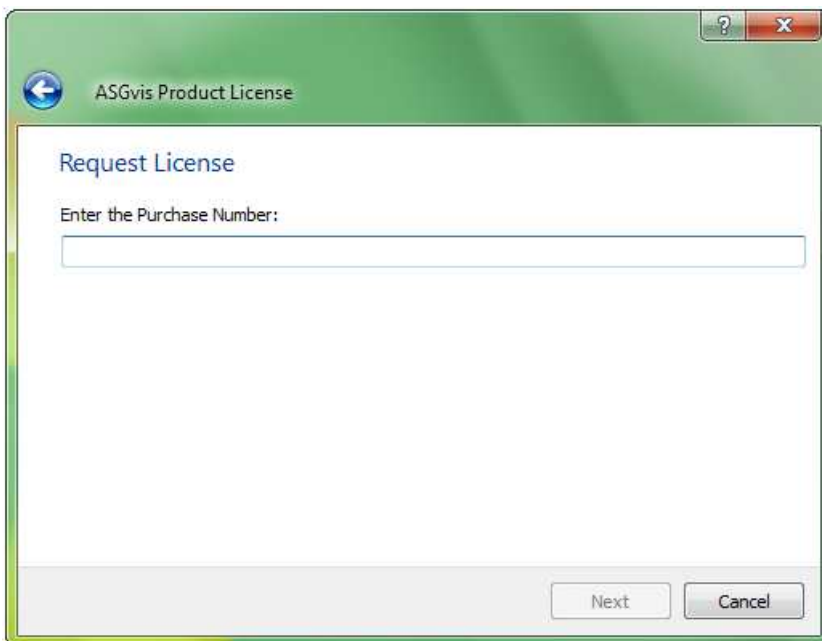 ASGvis Product License
Request License
Enter the Purchase Number:
Next
Cancel